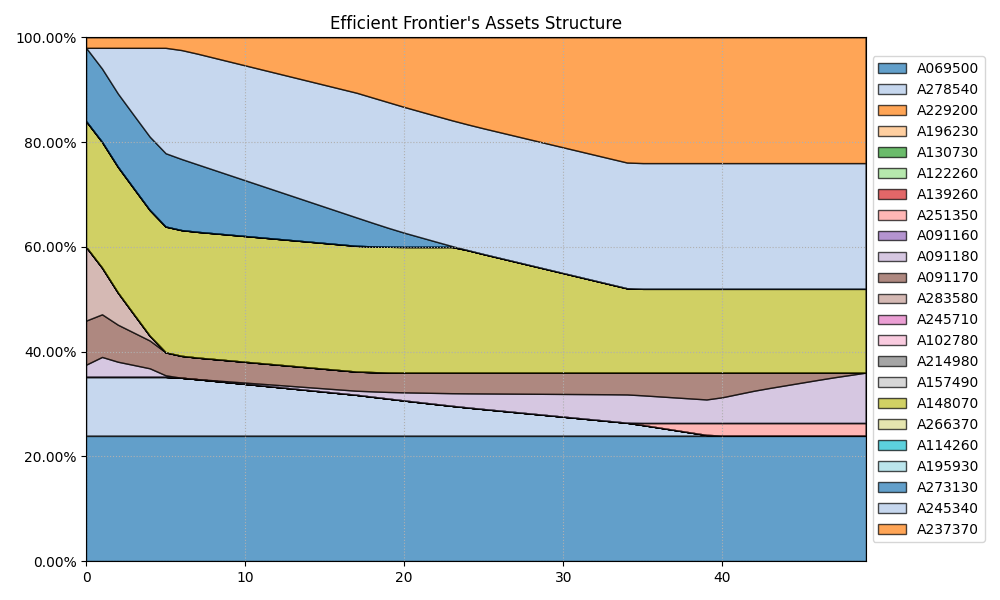 Efficient Frontier's Assets Structure
100.00%
80.00%
60.00%
40.00%
20.00%
0.00%
0
10
20
30
40
A069500
A278540
A229200
A196230
A130730
A122260
A139260
A251350
A091160
A091180
A091170
A283580
A245710
A102780
A214980
A157490
A148070
A266370
A114260
A195930
A273130
A245340
A237370